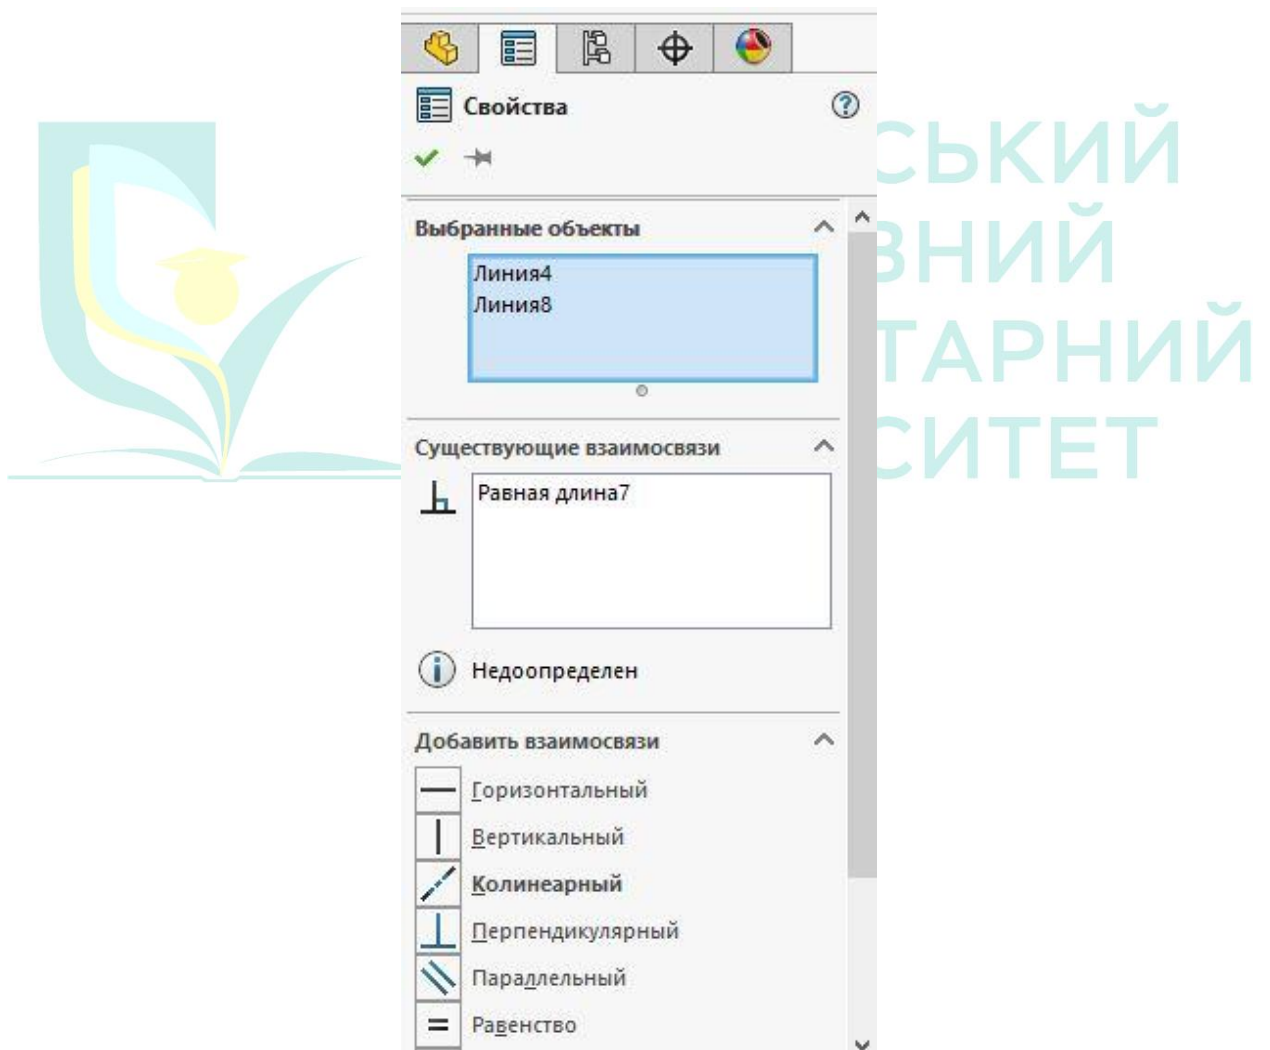 Свойства
СЬКИЙ
Выбранные объекты
ВНИЙ
Линия4
Линия8
ТАРНИЙ
Существующие взаимосвязи
СИТЕТ
Равная длина7
Недоопределен
Добавить взаимосвязи
Горизонтальный
Вертикальный
Колинеарный
Перпендикулярный
Параллельный
Равенство